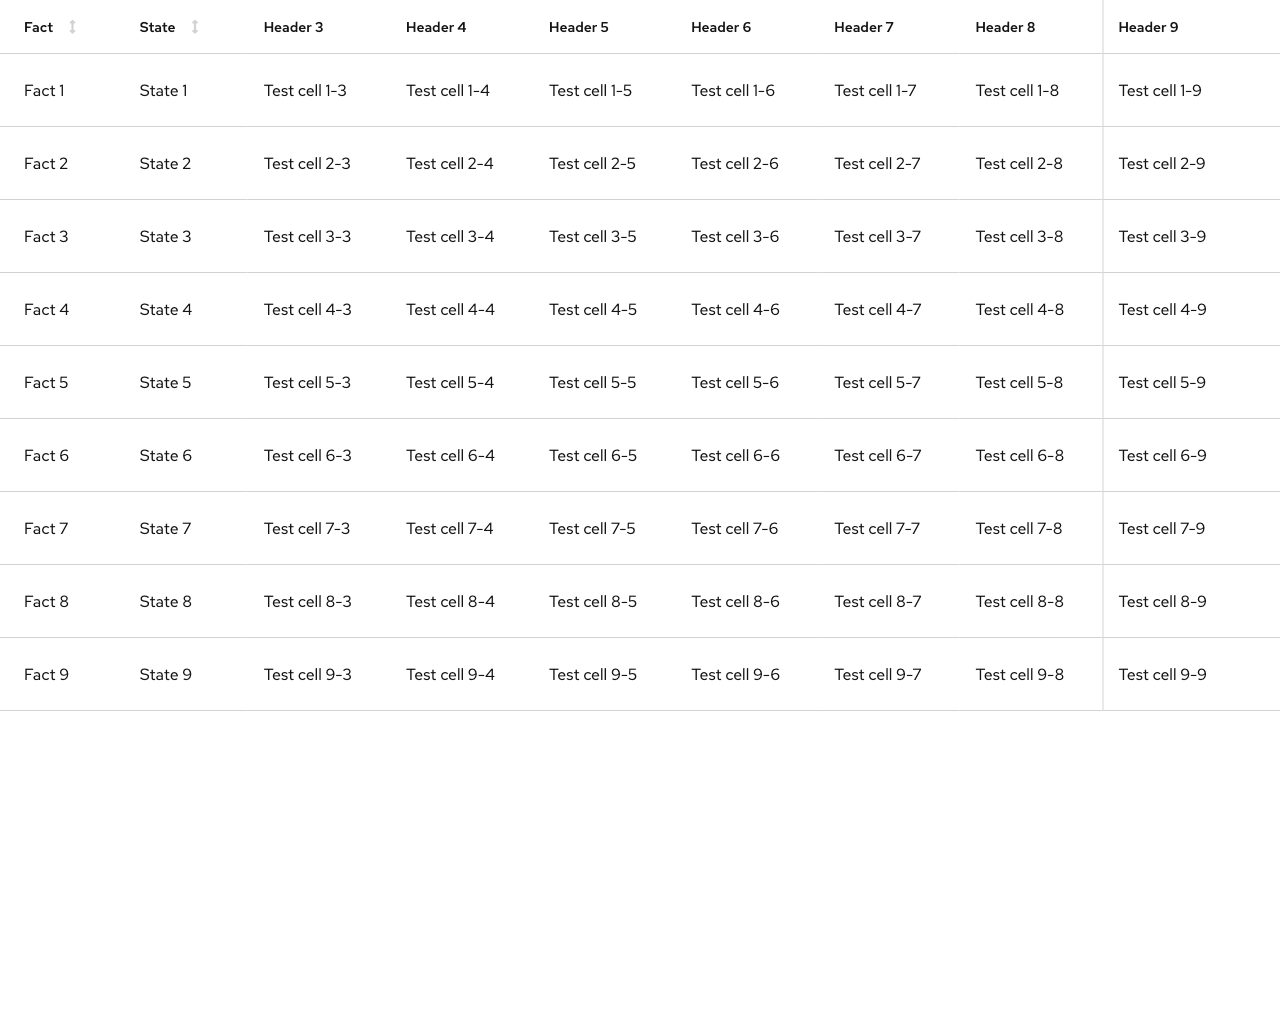 Fact State Header 3 Header 4 Header 5 Header 6 Header 7 Header 8 Header 9
Fact 1 State 1 Test cell 1-3 Test cell 1-4 Test cell 1-5 Test cell 1-6 Test cell 1-7 Test cell 1-8 Test cell 1-9
Fact 2 State 2 Test cell 2-3 Test cell 2-4 Test cell 2-5 Test cell 2-6 Test cell 2-7 Test cell 2-8 Test cell 2-9
Fact 3 State 3 Test cell 3-3 Test cell 3-4 Test cell 3-5 Test cell 3-6 Test cell 3-7 Test cell 3-8 Test cell 3-9
Fact 4 State 4 Test cell 4-3 Test cell 4-4 Test cell 4-5 Test cell 4-6 Test cell 4-7 Test cell 4-8 Test cell 4-9
Fact 5 State 5 Test cell 5-3 Test cell 5-4 Test cell 5-5 Test cell 5-6 Test cell 5-7 Test cell 5-8 Test cell 5-9
Fact 6 State 6 Test cell 6-3 Test cell 6-4 Test cell 6-5 Test cell 6-6 Test cell 6-7 Test cell 6-8 Test cell 6-9
Fact 7 State 7 Test cell 7-3 Test cell 7-4 Test cell 7-5 Test cell 7-6 Test cell 7-7 Test cell 7-8 Test cell 7-9
Fact 8 State 8 Test cell 8-3 Test cell 8-4 Test cell 8-5 Test cell 8-6 Test cell 8-7 Test cell 8-8 Test cell 8-9
Fact 9 State 9 Test cell 9-3 Test cell 9-4 Test cell 9-5 Test cell 9-6 Test cell 9-7 Test cell 9-8 Test cell 9-9